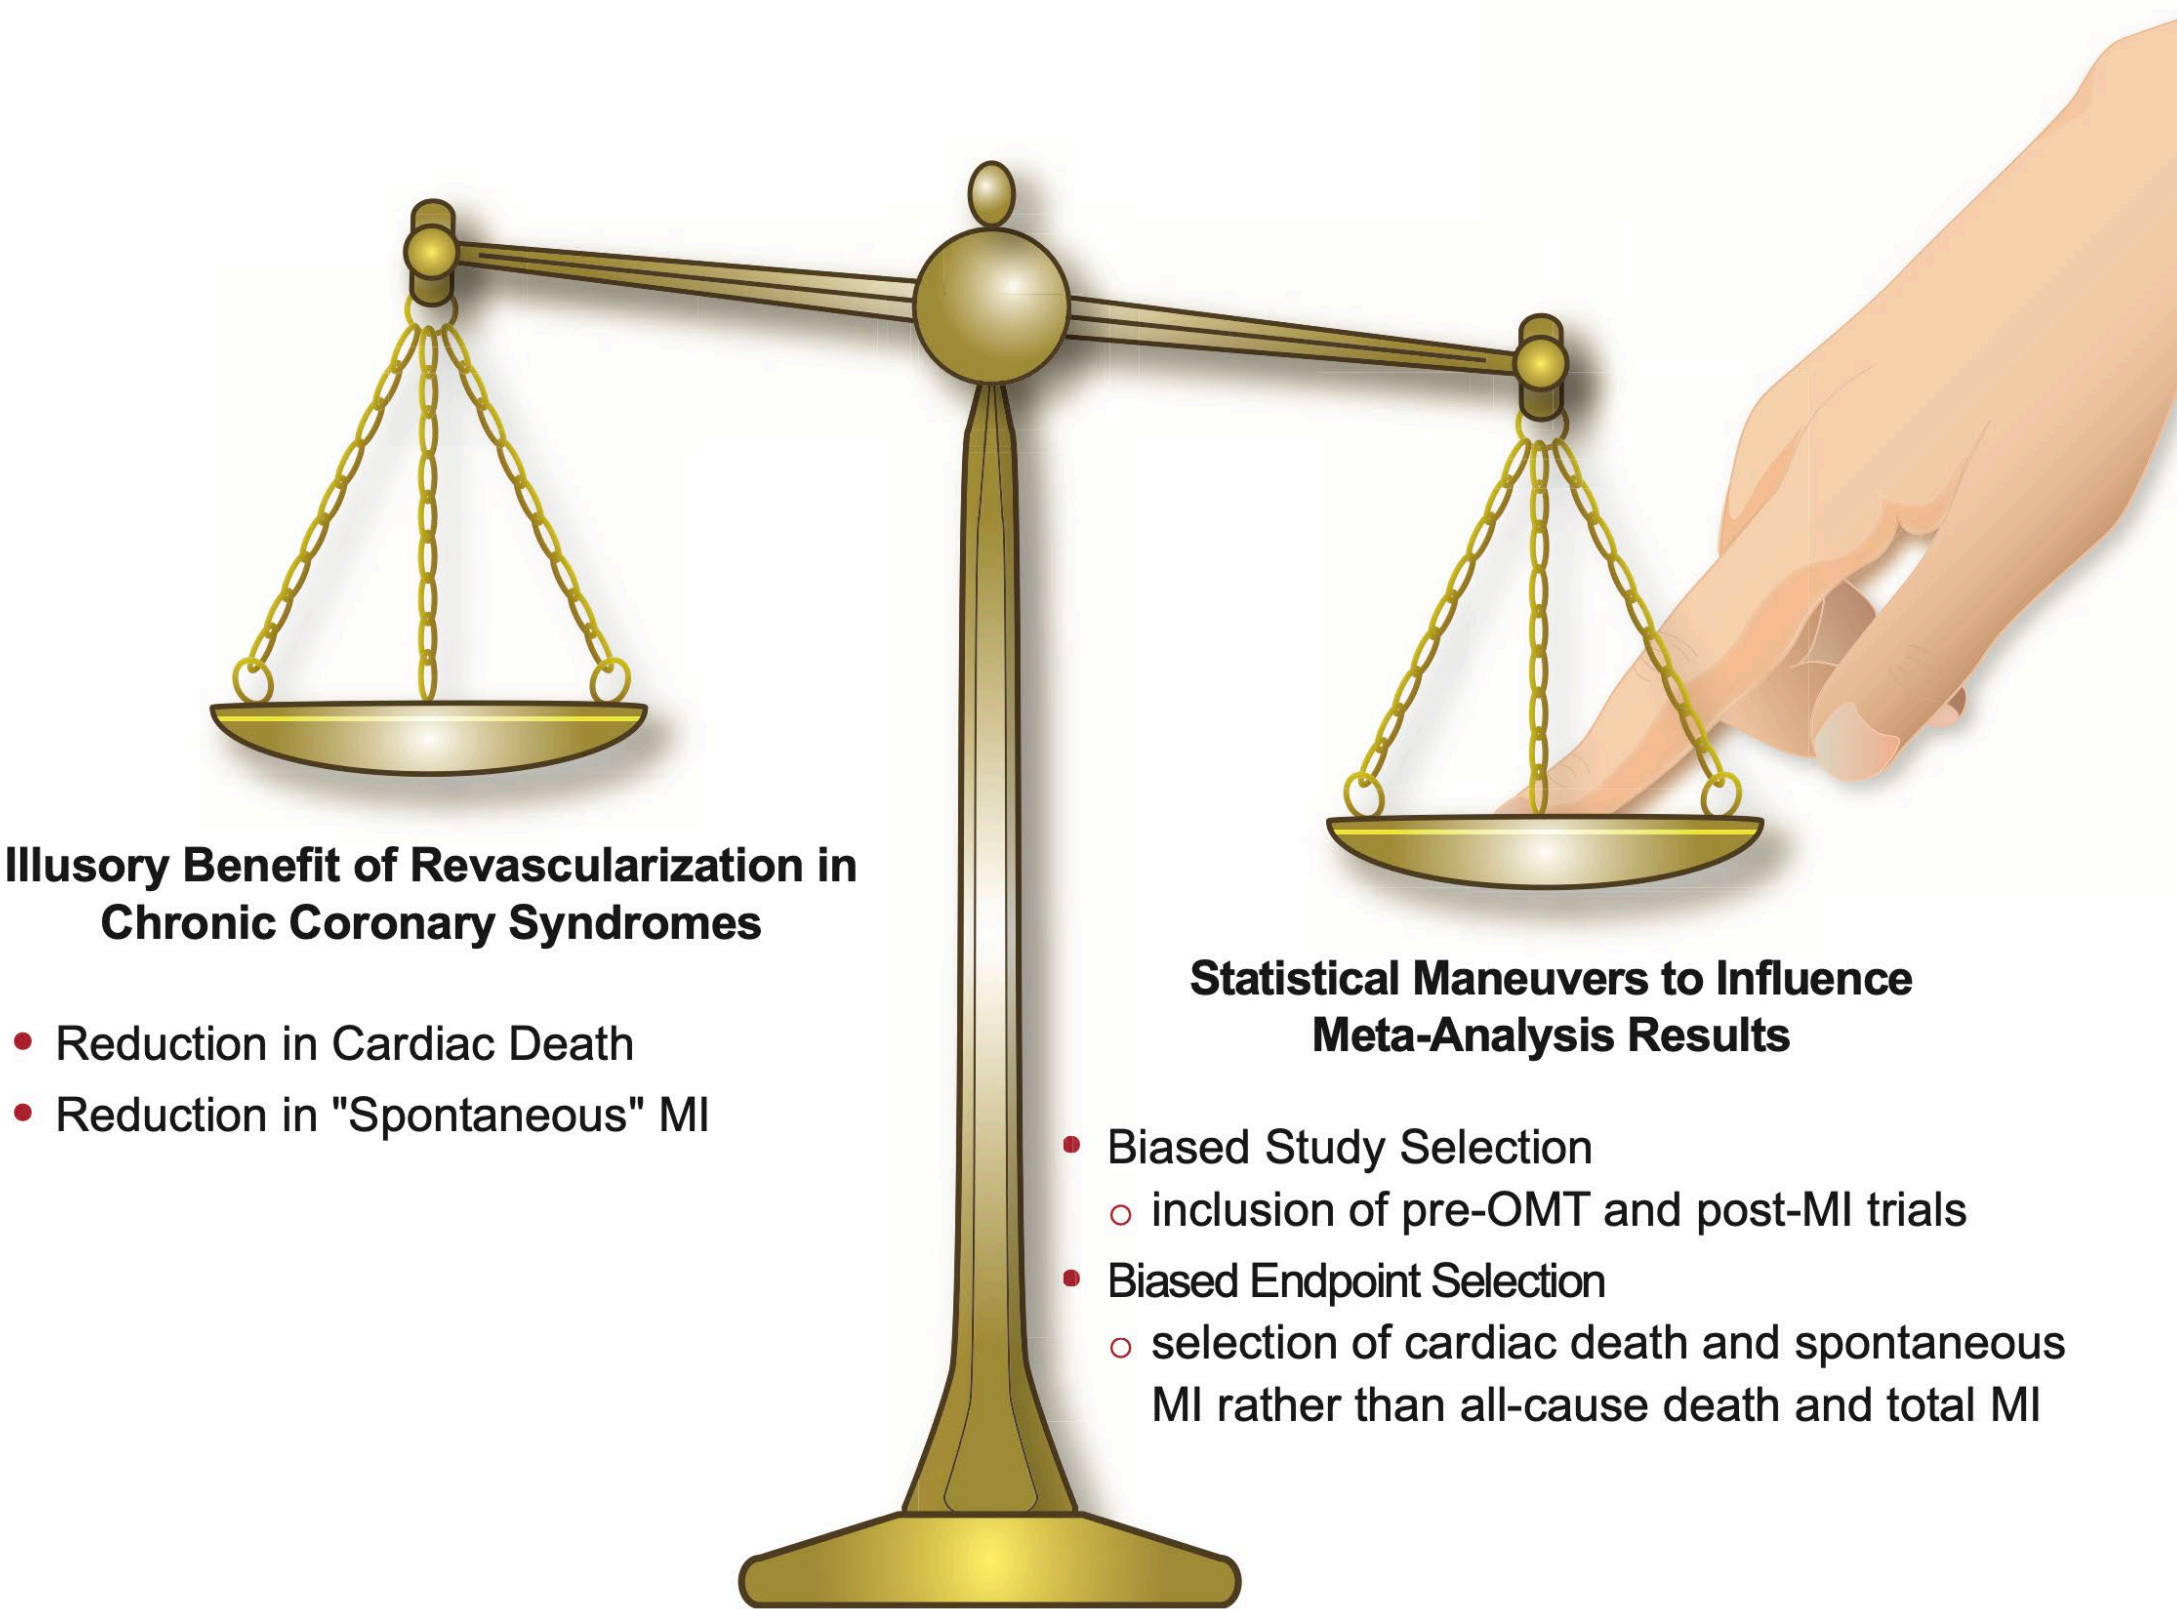 Illusory Benefit of Revascularization in
Chronic Coronary Syndromes
• Reduction in Cardiac Death
• Reduction in "Spontaneous" MI
Statistical Maneuvers to Influence
Meta-Analysis Results
• Biased Study Selection
○ inclusion of pre-OMT and post-MI trials
• Biased Endpoint Selection
○ selection of cardiac death and spontaneous
MI rather than all-cause death and total MI